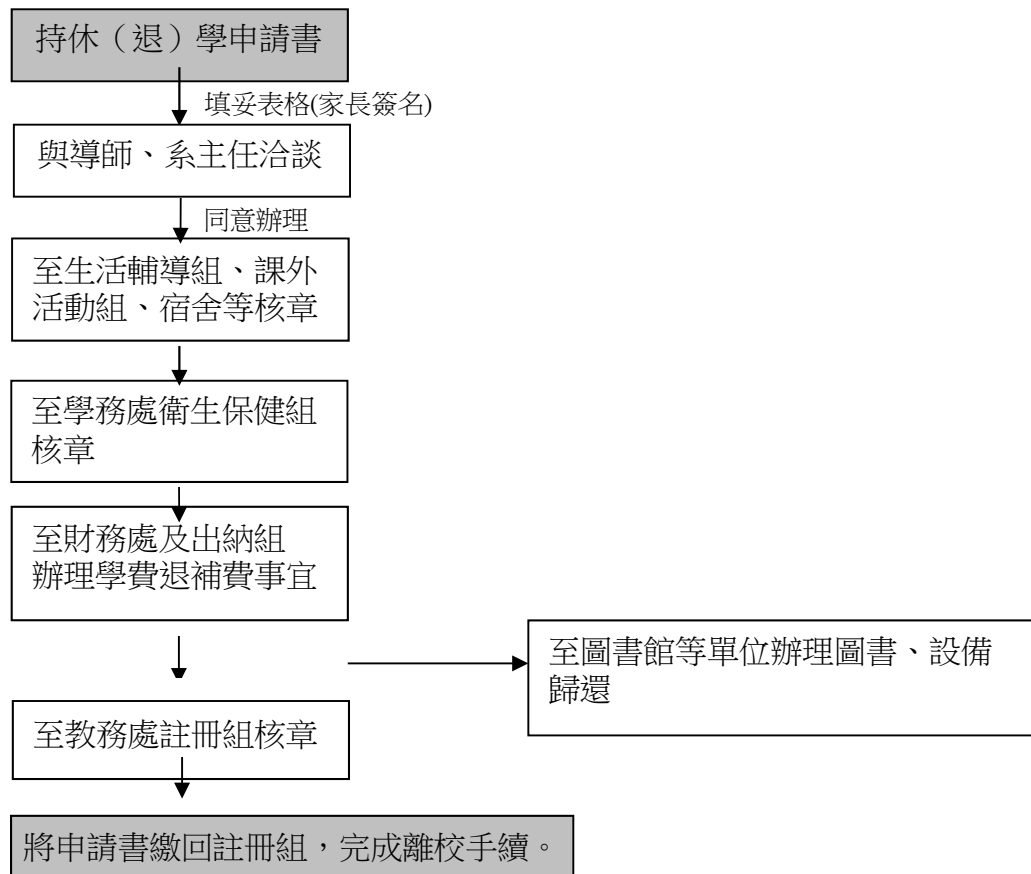 持休（退）學申請書
填妥表格(家長簽名)
與導師、系主任洽談
同意辦理
至生活輔導組、課外
活動組、宿舍等核章
至學務處衛生保健組
核章
至財務處及出納組
辦理學費退補費事宜
至圖書館等單位辦理圖書、設備
歸還
至教務處註冊組核章
將申請書繳回註冊組，完成離校手續。